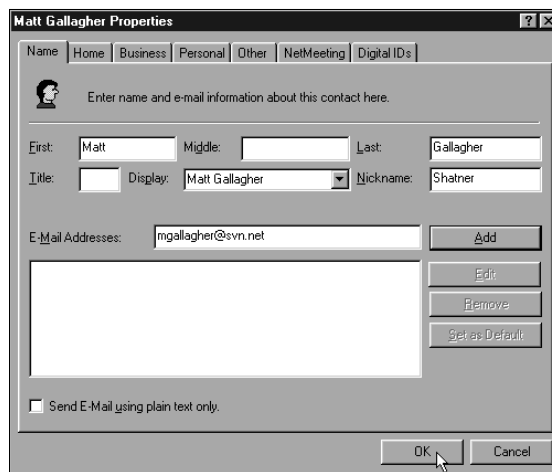 Matt Gallagher Properties
Name Home Business Personal Other NetMeeting Digital IDs
Enter name and e-mail information about this contact here.
First: Matt Middle: Last: Gallagher
Title: Display: Matt Gallagher Nickname: Shatner
E-Mail Addresses: mgallagher@svn.net Add
Edit
Remove
Set as Default
Send E-Mail using plain text only.
OK Cancel